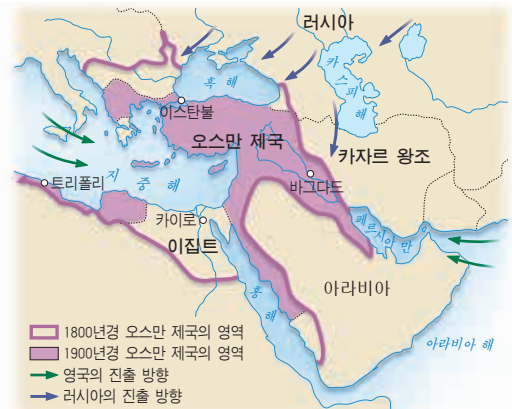 러시아
흑 해
카 스 피 해
이스탄불
오스만 제국
카자르 왕조
지 중 해
트리폴리
바그다드
카이로
이집트
페르시아 만
홍 해
아라비아
아라비아 해
1800년경 오스만 제국의 영역
1900년경 오스만 제국의 영역
영국의 진출 방향
러시아의 진출 방향